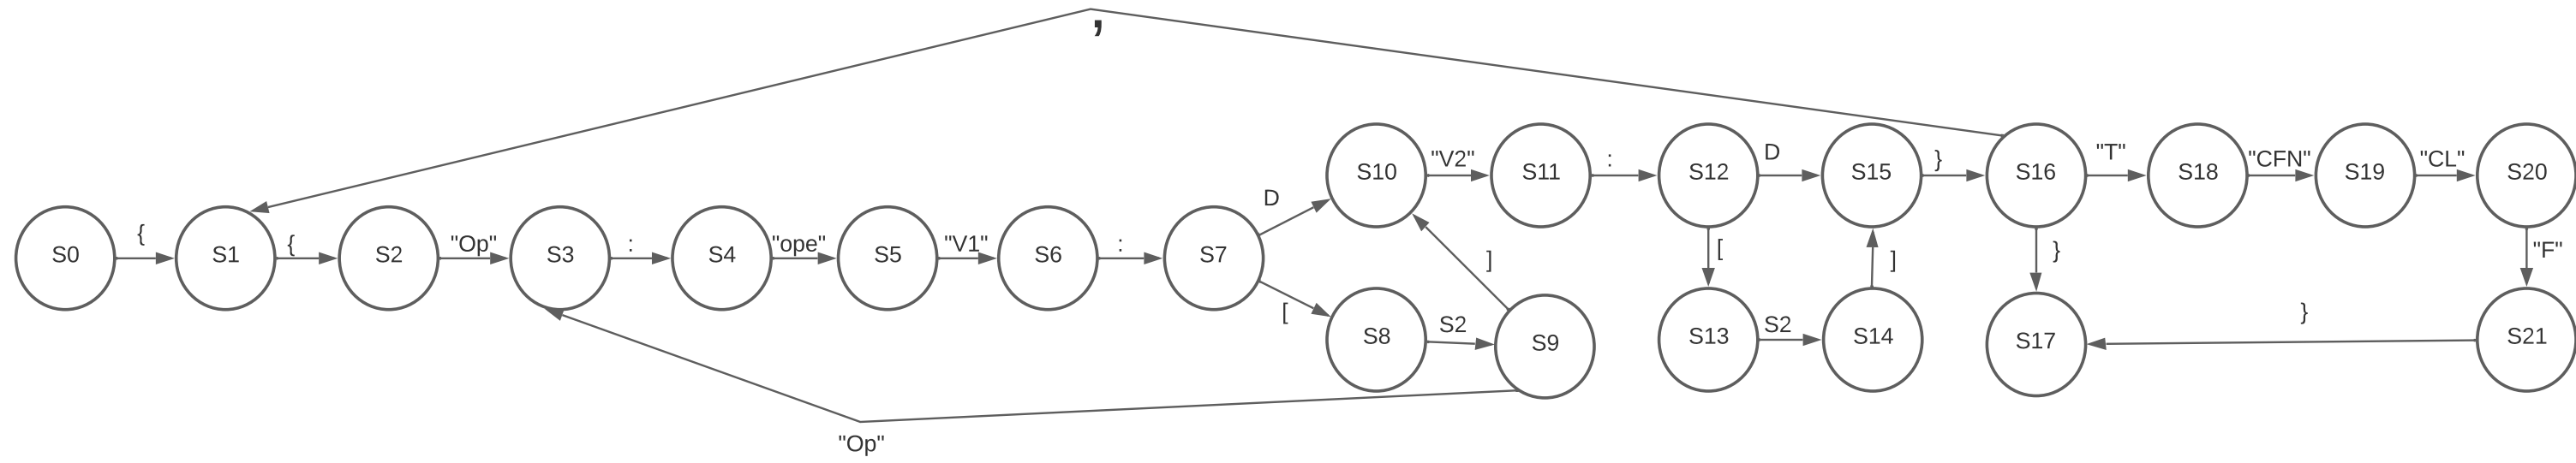 ,
S0
{
S1
{
S2
"Op"
S3
:
S4
"ope"
S5
"V1"
S6
:
S7
D
[
S8
S2
S9
]
"Op"
S10
"V2"
S11
:
S12
D
[
S13
S2
S14
]
S15
}
S16
}
S17
"T"
S18
"CFN"
S19
"CL"
S20
"F"
S21
}